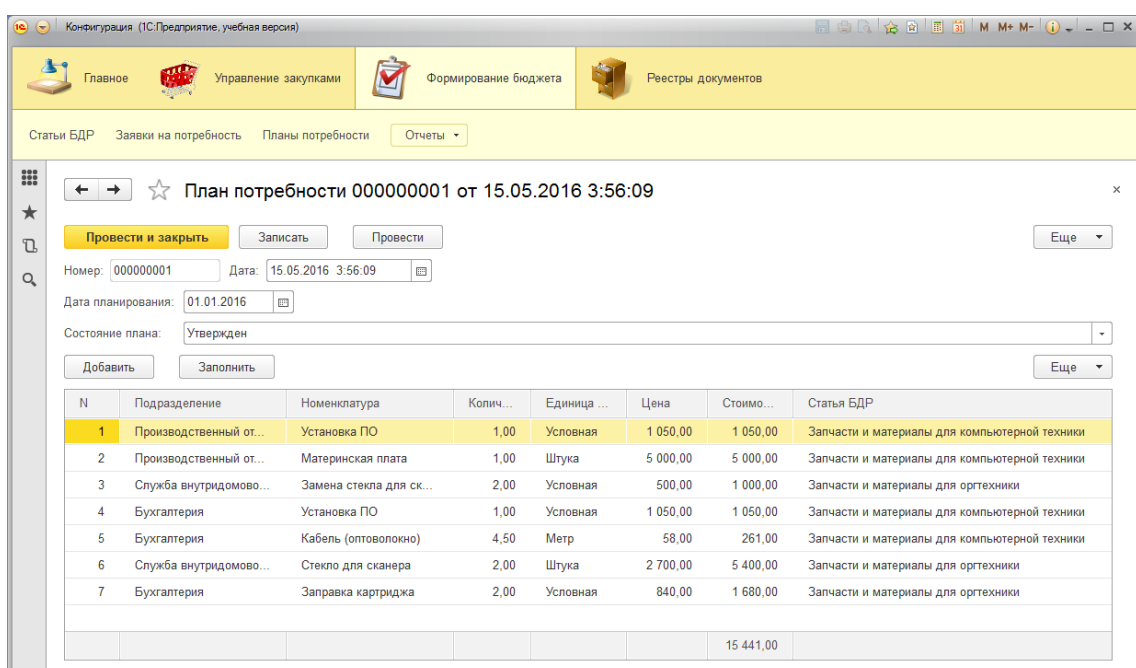 Конфигурация (1С:Предприятие, учебная версия) M M+ M-
Главное Управление закупками Формирование бюджета Реестры документов
Статьи БДР Заявки на потребность Планы потребности Отчеты
План потребности 000000001 от 15.05.2016 3:56:09
Провести и закрыть Записать Провести Еще
Номер: 000000001 Дата: 15.05.2016 3:56:09
Дата планирования: 01.01.2016
Состояние плана: Утвержден
Добавить Заполнить Еще
N Подразделение Номенклатура Колич... Единица ... Цена Стоимо... Статья БДР
1 Производственный от... Установка ПО 1,00 Условная 1 050,00 1 050,00 Запчасти и материалы для компьютерной техники
2 Производственный от... Материнская плата 1,00 Штука 5 000,00 5 000,00 Запчасти и материалы для компьютерной техники
3 Служба внутридомово... Замена стекла для ск... 2,00 Условная 500,00 1 000,00 Запчасти и материалы для оргтехники
4 Бухгалтерия Установка ПО 1,00 Условная 1 050,00 1 050,00 Запчасти и материалы для компьютерной техники
5 Бухгалтерия Кабель (оптоволокно) 4,50 Метр 58,00 261,00 Запчасти и материалы для компьютерной техники
6 Служба внутридомово... Стекло для сканера 2,00 Штука 2 700,00 5 400,00 Запчасти и материалы для оргтехники
7 Бухгалтерия Заправка картриджа 2,00 Условная 840,00 1 680,00 Запчасти и материалы для оргтехники
15 441,00